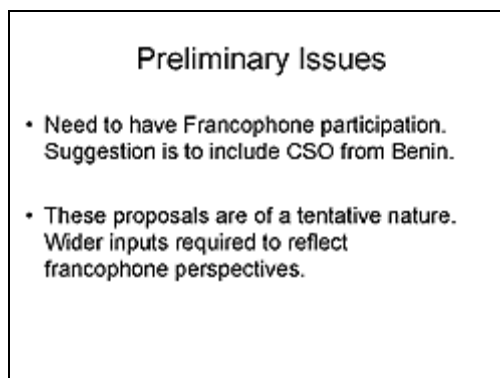 Preliminary Issues
• Need to have Francophone participation.
Suggestion is to include CSO from Benin.
• These proposals are of a tentative nature.
Wider inputs required to reflect
francophone perspectives.